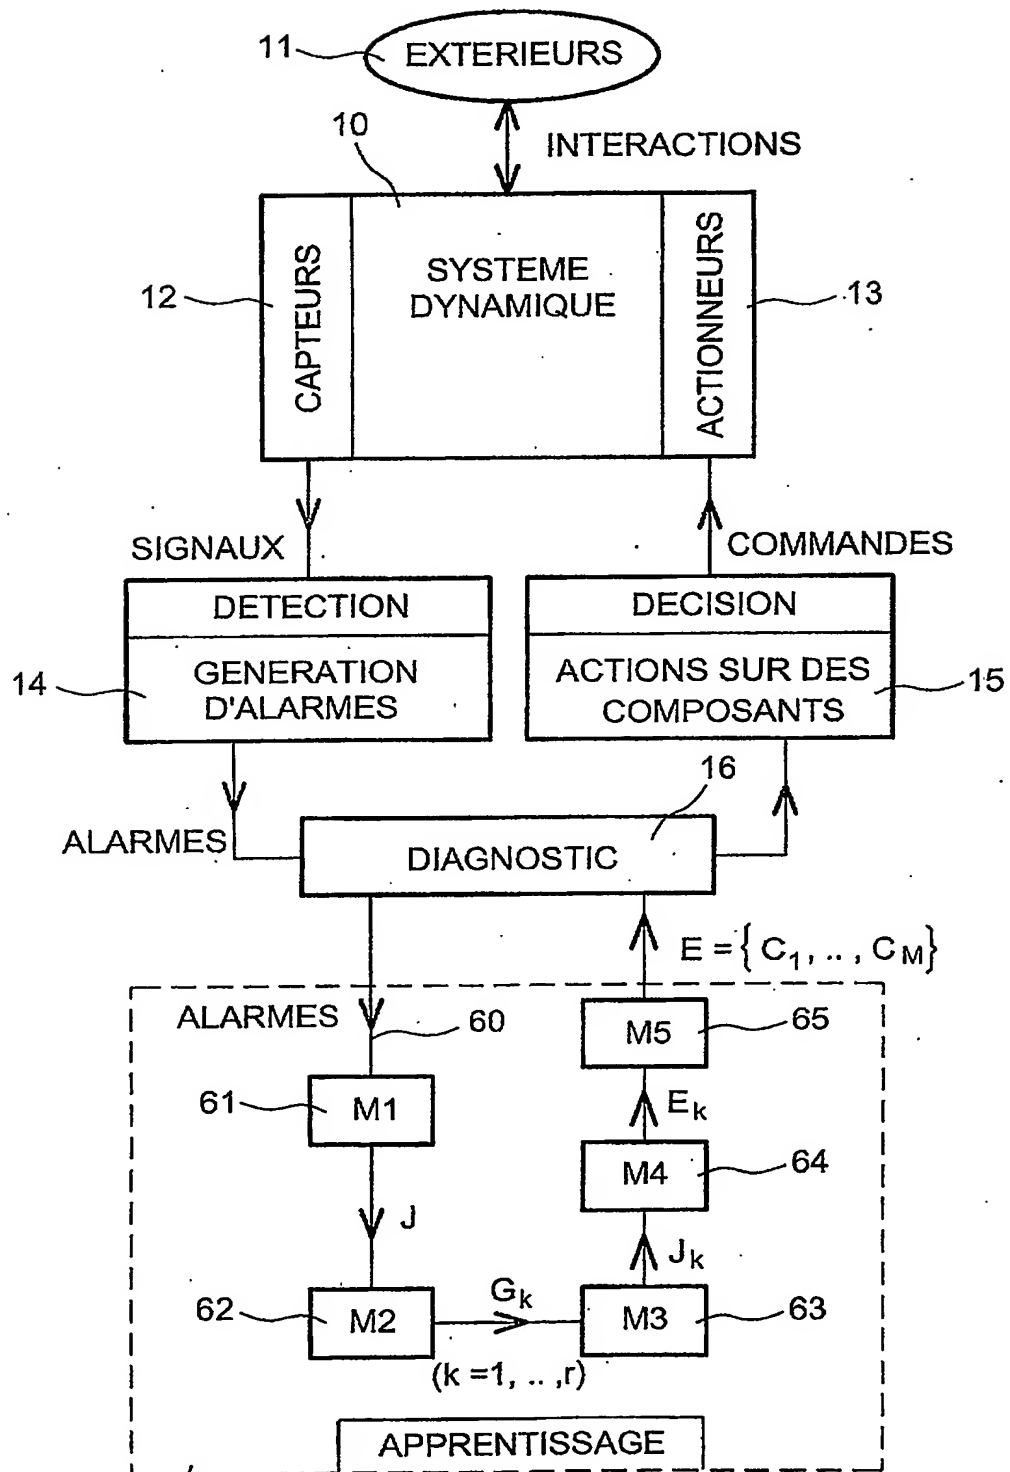 11
EXTERIEURS
10
INTERACTIONS
12
CAPTEURS
SYSTEME
DYNAMIQUE
ACTIONNEURS
13
SIGNAUX
COMMANDES
DETECTION
DECISION
14
GENERATION
D'ALARMES
ACTIONS SUR DES
COMPOSANTS
15
16
ALARMES
DIAGNOSTIC
E = { C1, .. , CM }
ALARMES
60
M5
65
61
M1
Ek
M4
64
J
Jk
62
M2
Gk
M3
63
(k =1, .. ,r)
APPRENTISSAGE